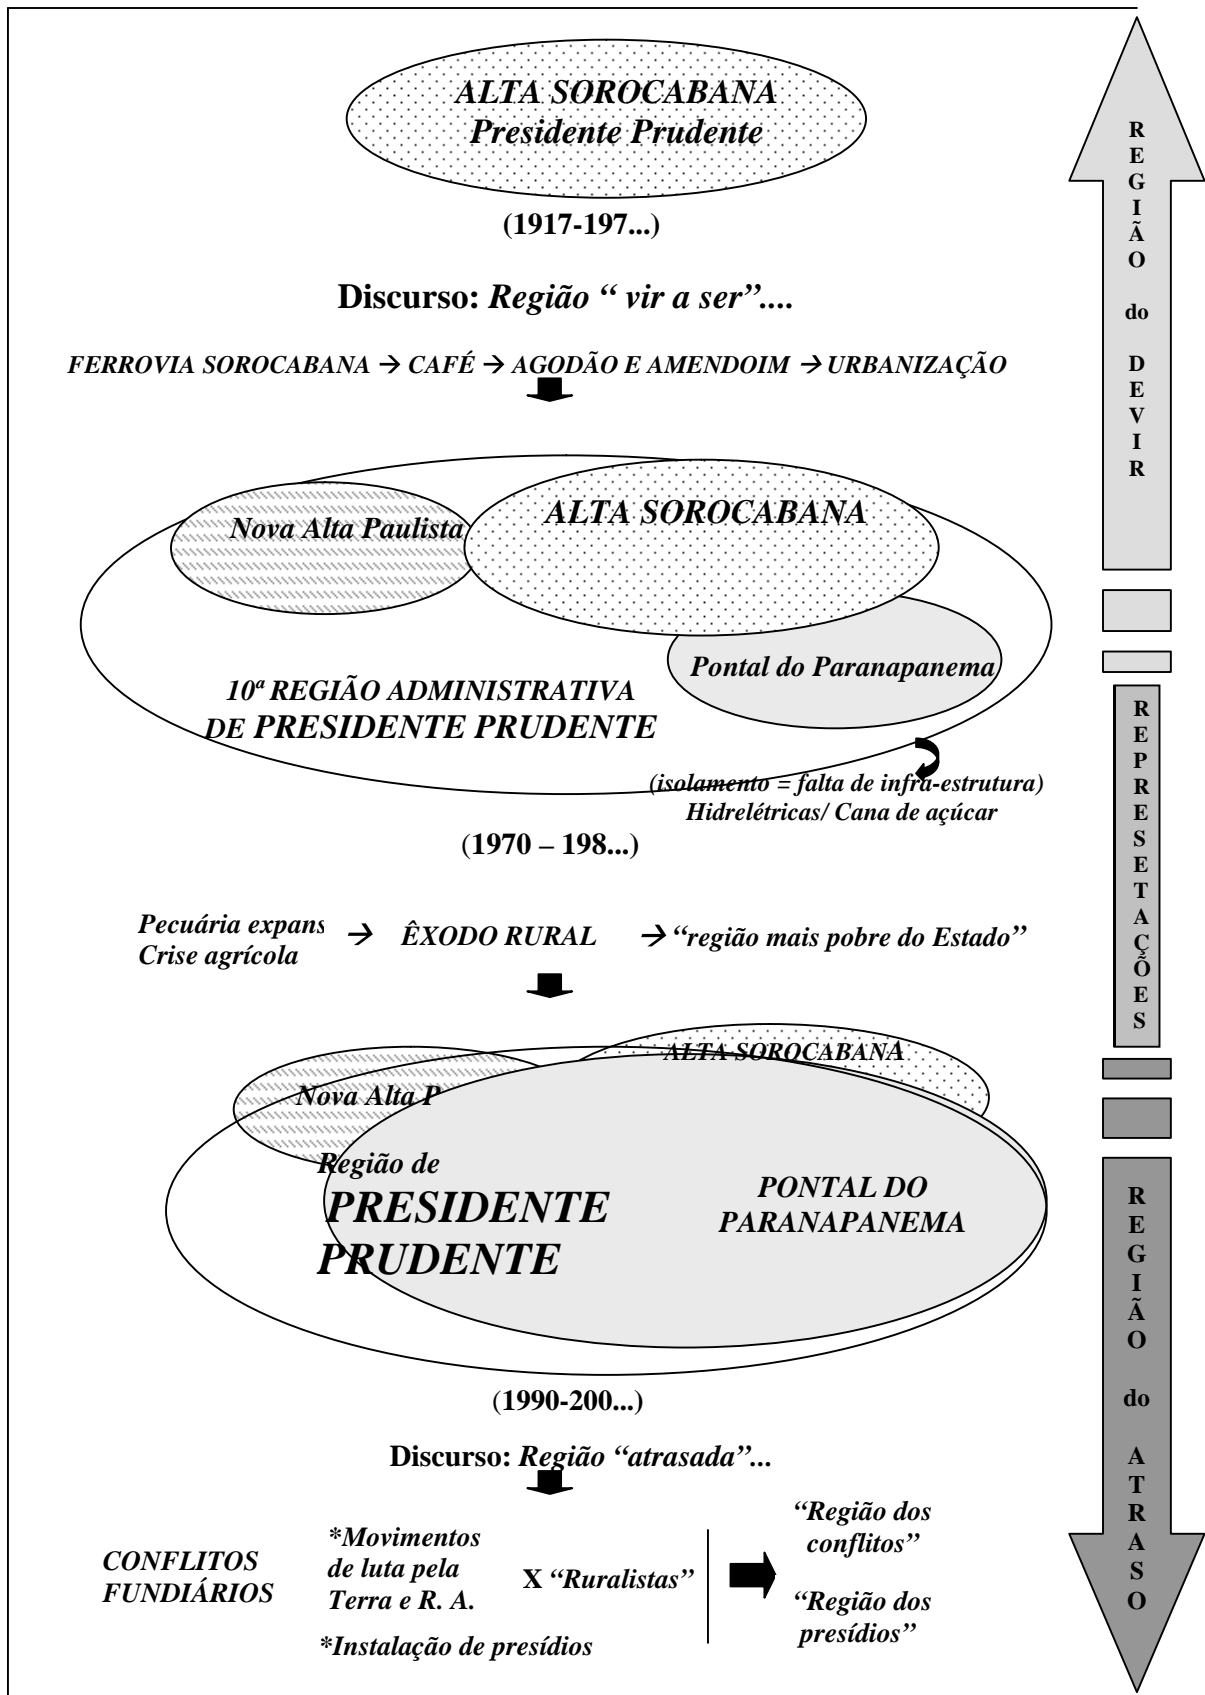 ALTA SOROCABANA
Presidente Prudente
(1917-197...)
Discurso: Região “ vir a ser”....
FERROVIA SOROCABANA → CAFÉ → AGODÃO E AMENDOIM → URBANIZAÇÃO
Nova Alta Paulista
ALTA SOROCABANA
Pontal do Paranapanema
10ª REGIÃO ADMINISTRATIVA
DE PRESIDENTE PRUDENTE
(isolamento = falta de infra-estrutura)
Hidrelétricas/ Cana de açúcar
(1970 – 198...)
Pecuária expans
Crise agrícola
→ ÊXODO RURAL → “região mais pobre do Estado”
ALTA SOROCABANA
Nova Alta P
Região de
PRESIDENTE
PRUDENTE
PONTAL DO
PARANAPANEMA
(1990-200...)
Discurso: Região “atrasada”...
CONFLITOS
FUNDIÁRIOS
*Movimentos
de luta pela
Terra e R. A.
X “Ruralistas”
*Instalação de presídios
“Região dos
conflitos”
“Região dos
presídios”
REGIÃO do DEVIR
REPRESETAÇÕES
REGIÃO do ATRASO